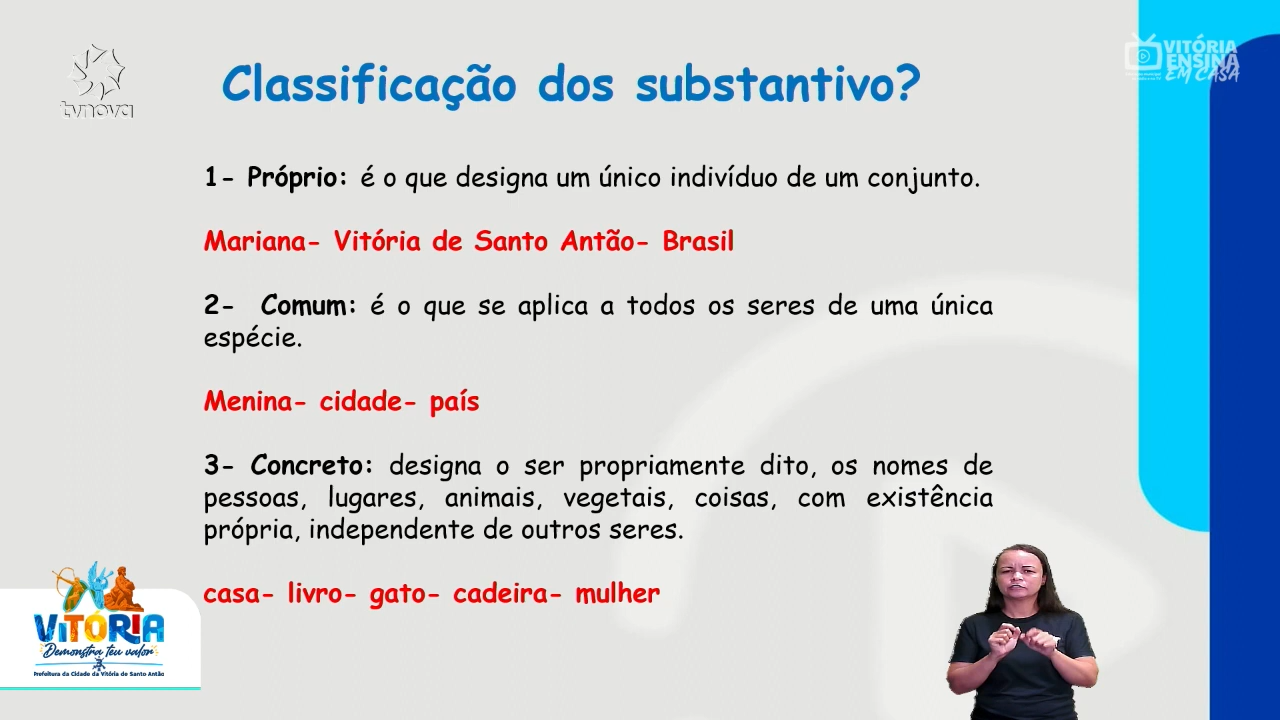 tvnova
VITÓRIA
ENSINA
EM CASA
Classificação dos substantivo?
1- Próprio: é o que designa um único indivíduo de um conjunto.
Mariana- Vitória de Santo Antão- Brasil
2- Comum: é o que se aplica a todos os seres de uma única
espécie.
Menina- cidade- país
3- Concreto: designa o ser propriamente dito, os nomes de
pessoas, lugares, animais, vegetais, coisas, com existência
própria, independente de outros seres.
casa- livro- gato- cadeira- mulher
VITÓRIA
Demonstra teu valor
Prefeitura da Cidade da Vitória de Santo Antão